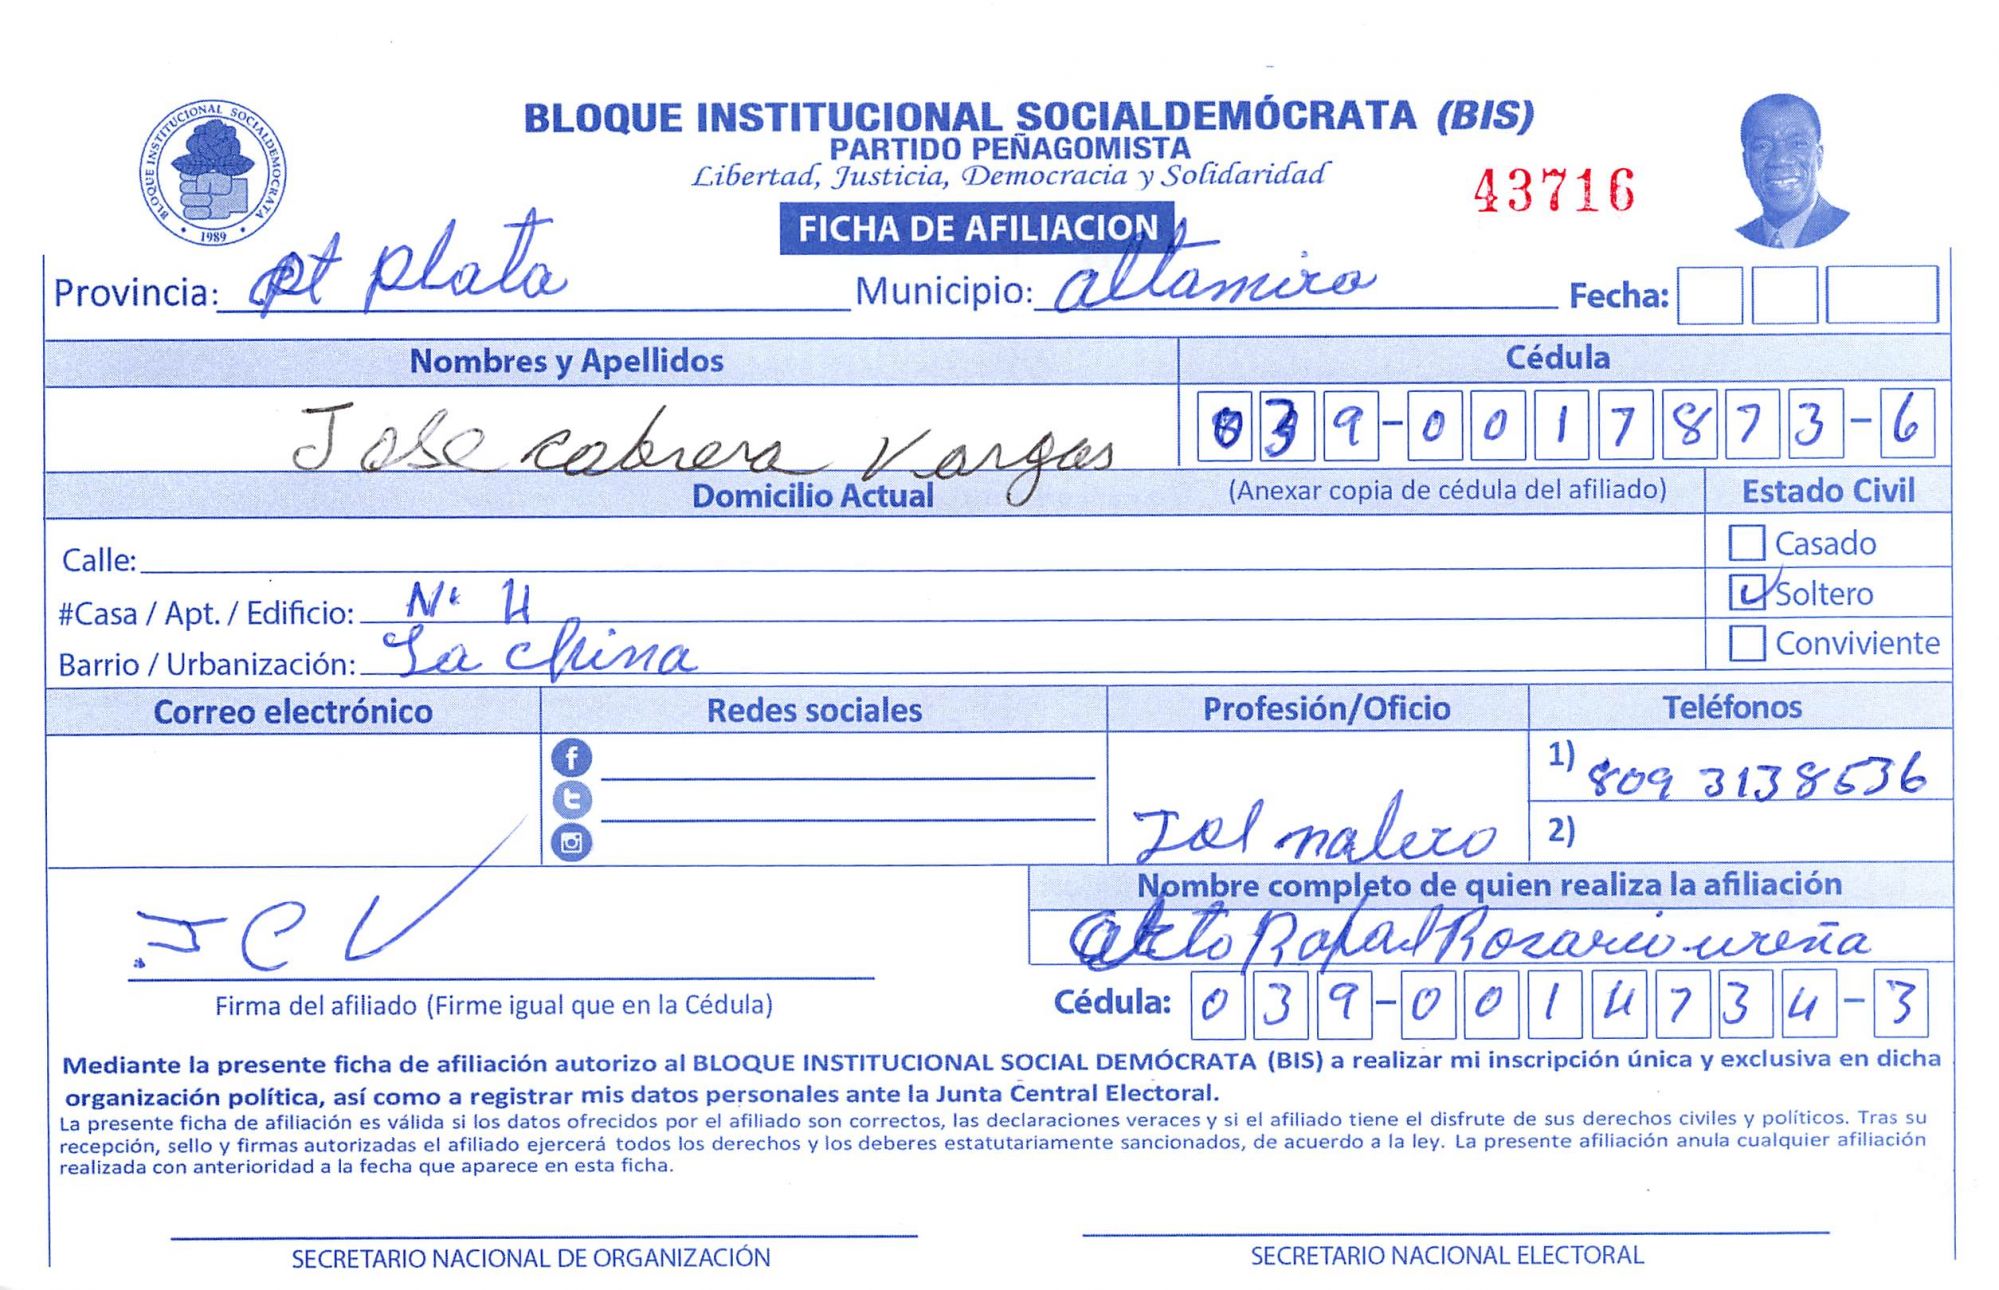 BLOQUE INSTITUCIONAL SOCIALDEMOCRATA
1989
BLOQUE INSTITUCIONAL SOCIALDEMÓCRATA (BIS)
PARTIDO PEÑAGOMISTA
Libertad, Justicia, Democracia y Solidaridad
43716
FICHA DE AFILIACION
Provincia: pt plata Municipio: altamira Fecha:
Nombres y Apellidos Cédula
Jose cabrera Vargas 039-0017873-6
Domicilio Actual (Anexar copia de cédula del afiliado) Estado Civil
Calle: Casado
#Casa / Apt. / Edificio: N· 4 Soltero
Barrio / Urbanización: La china Conviviente
Correo electrónico Redes sociales Profesión/Oficio Teléfonos
1) 809 3138536
Jolnalero 2)
Nombre completo de quien realiza la afiliación
JCV Rafael Rosario ureña
Firma del afiliado (Firme igual que en la Cédula) Cédula: 039-0014734-3
Mediante la presente ficha de afiliación autorizo al BLOQUE INSTITUCIONAL SOCIAL DEMÓCRATA (BIS) a realizar mi inscripción única y exclusiva en dicha
organización política, así como a registrar mis datos personales ante la Junta Central Electoral.
La presente ficha de afiliación es válida si los datos ofrecidos por el afiliado son correctos, las declaraciones veraces y si el afiliado tiene el disfrute de sus derechos civiles y políticos. Tras su
recepción, sello y firmas autorizadas el afiliado ejercerá todos los derechos y los deberes estatutariamente sancionados, de acuerdo a la ley. La presente afiliación anula cualquier afiliación
realizada con anterioridad a la fecha que aparece en esta ficha.
SECRETARIO NACIONAL DE ORGANIZACIÓN SECRETARIO NACIONAL ELECTORAL